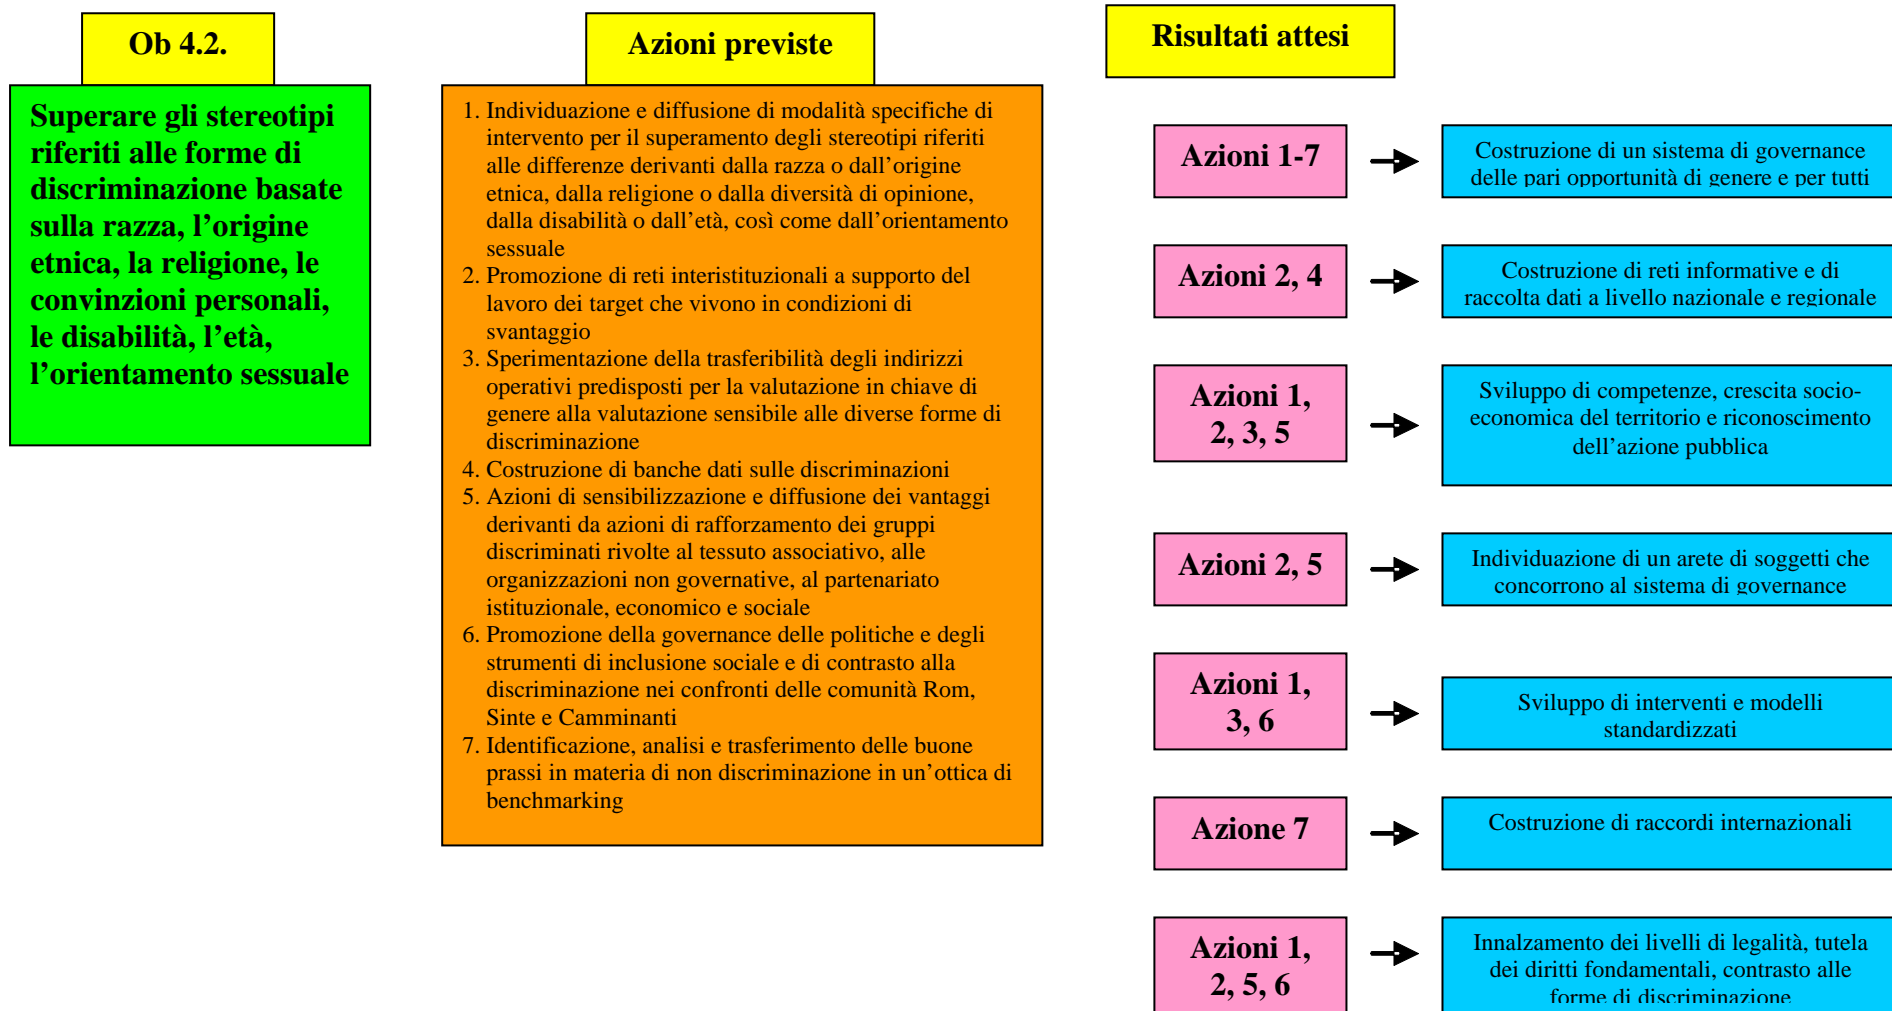 Ob 4.2.
Superare gli stereotipi
riferiti alle forme di
discriminazione basate
sulla razza, l’origine
etnica, la religione, le
convinzioni personali,
le disabilità, l’età,
l’orientamento sessuale
Azioni previste
1. Individuazione e diffusione di modalità specifiche di
intervento per il superamento degli stereotipi riferiti
alle differenze derivanti dalla razza o dall’origine
etnica, dalla religione o dalla diversità di opinione,
dalla disabilità o dall’età, così come dall’orientamento
sessuale
2. Promozione di reti interistituzionali a supporto del
lavoro dei target che vivono in condizioni di
svantaggio
3. Sperimentazione della trasferibilità degli indirizzi
operativi predisposti per la valutazione in chiave di
genere alla valutazione sensibile alle diverse forme di
discriminazione
4. Costruzione di banche dati sulle discriminazioni
5. Azioni di sensibilizzazione e diffusione dei vantaggi
derivanti da azioni di rafforzamento dei gruppi
discriminati rivolte al tessuto associativo, alle
organizzazioni non governative, al partenariato
istituzionale, economico e sociale
6. Promozione della governance delle politiche e degli
strumenti di inclusione sociale e di contrasto alla
discriminazione nei confronti delle comunità Rom,
Sinte e Camminanti
7. Identificazione, analisi e trasferimento delle buone
prassi in materia di non discriminazione in un’ottica di
benchmarking
Risultati attesi
Azioni 1-7
Costruzione di un sistema di governance
delle pari opportunità di genere e per tutti
Azioni 2, 4
Costruzione di reti informative e di
raccolta dati a livello nazionale e regionale
Azioni 1,
2, 3, 5
Sviluppo di competenze, crescita socio-
economica del territorio e riconoscimento
dell’azione pubblica
Azioni 2, 5
Individuazione di un arete di soggetti che
concorrono al sistema di governance
Azioni 1,
3, 6
Sviluppo di interventi e modelli
standardizzati
Azione 7
Costruzione di raccordi internazionali
Azioni 1,
2, 5, 6
Innalzamento dei livelli di legalità, tutela
dei diritti fondamentali, contrasto alle
forme di discriminazione